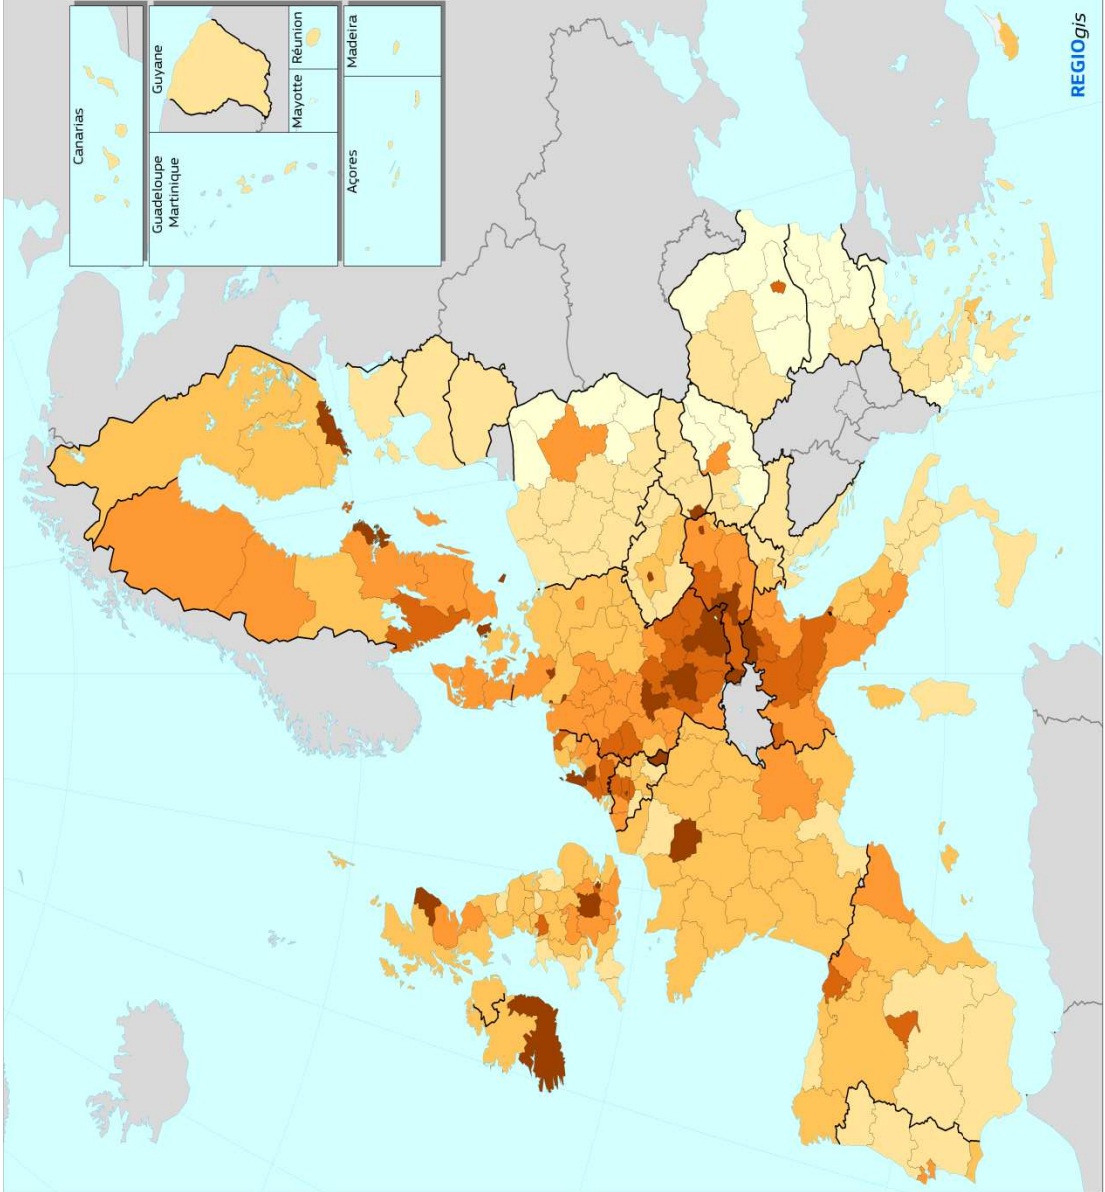 Canarias
Guyane
Réunion
Mayotte
Guadeloupe
Martinique
Madeira
Açores
REGIOgis